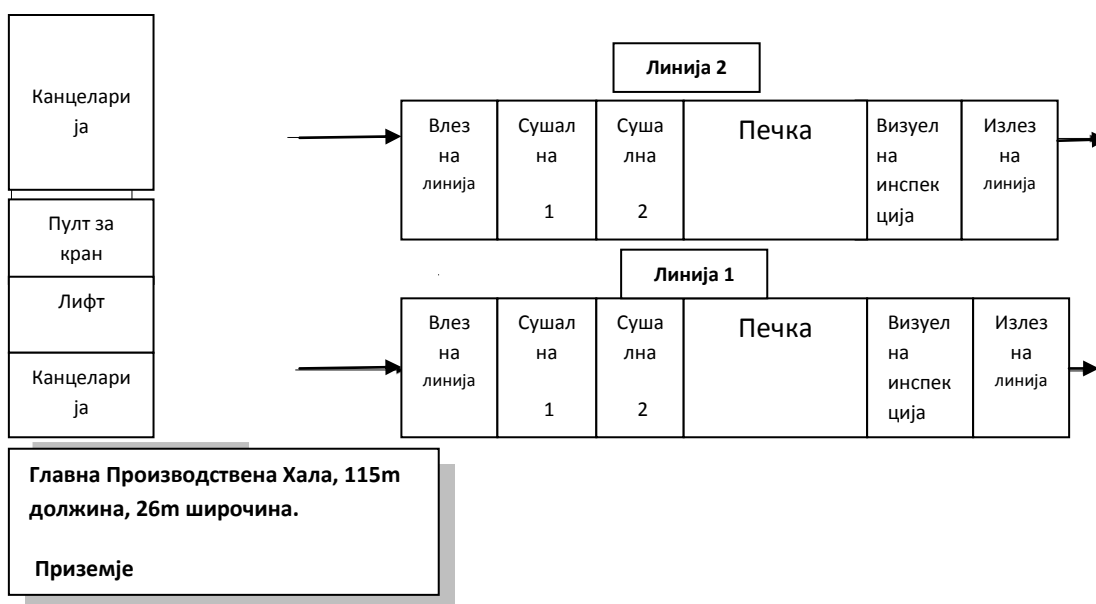 Канцелари
ја
Пулт за
кран
Лифт
Канцелари
ја
Линија 2
Влез
на
линија
Сушал
на
1
Суша
лна
2
Печка
Визуел
на
инспек
ција
Излез
на
линија
Линија 1
Влез
на
линија
Сушал
на
1
Суша
лна
2
Печка
Визуел
на
инспек
ција
Излез
на
линија
Главна Производствена Хала, 115m
должина, 26m широчина.
Приземје